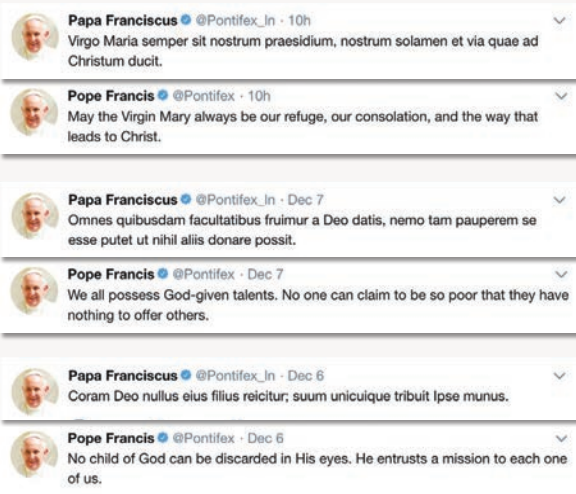 Papa Franciscus @Pontifex_ln · 10h
Virgo Maria semper sit nostrum praesidium, nostrum solamen et via quae ad
Christum ducit.
Pope Francis @Pontifex · 10h
May the Virgin Mary always be our refuge, our consolation, and the way that
leads to Christ.
Papa Franciscus @Pontifex_ln · Dec 7
Omnes quibusdam facultatibus fruimur a Deo datis, nemo tam pauperem se
esse putet ut nihil aliis donare possit.
Pope Francis @Pontifex · Dec 7
We all possess God-given talents. No one can claim to be so poor that they have
nothing to offer others.
Papa Franciscus @Pontifex_ln · Dec 6
Coram Deo nullus eius filius reicitur; suum unicuique tribuit Ipse munus.
Pope Francis @Pontifex · Dec 6
No child of God can be discarded in His eyes. He entrusts a mission to each one
of us.